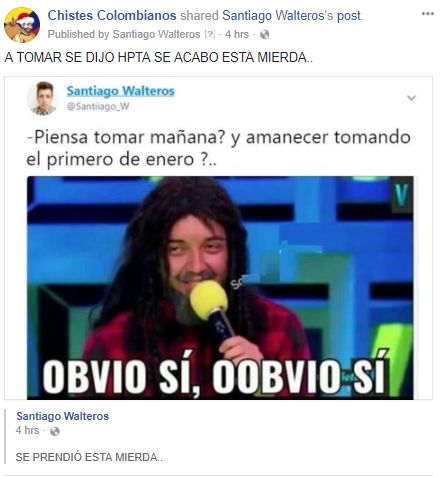 Chistes Colombianos shared Santiago Walteros's post.
Published by Santiago Walteros [?] · 4 hrs ·
A TOMAR SE DIJO HPTA SE ACABO ESTA MIERDA..
Santiago Walteros
@Santiiago_W
-Piensa tomar mañana? y amanecer tomando
el primero de enero ?..
V
OBVIO SÍ, OOBVIO SÍ
Santiago Walteros
4 hrs ·
SE PRENDIÓ ESTA MIERDA..